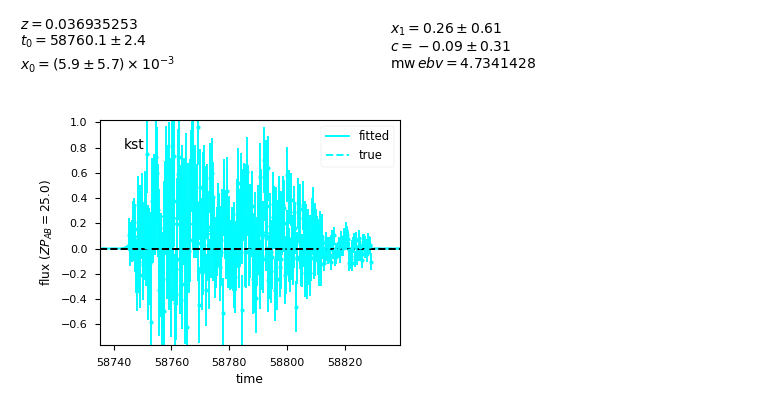 z = 0.036935253
t₀ = 58760.1 ± 2.4
x₀ = (5.9 ± 5.7) × 10⁻³
x₁ = 0.26 ± 0.61
c = −0.09 ± 0.31
mw ebv = 4.7341428
kst
fitted
true
1.0
0.8
0.6
0.4
0.2
0.0
−0.2
−0.4
−0.6
flux (ZP_AB = 25.0)
58740 58760 58780 58800 58820
time